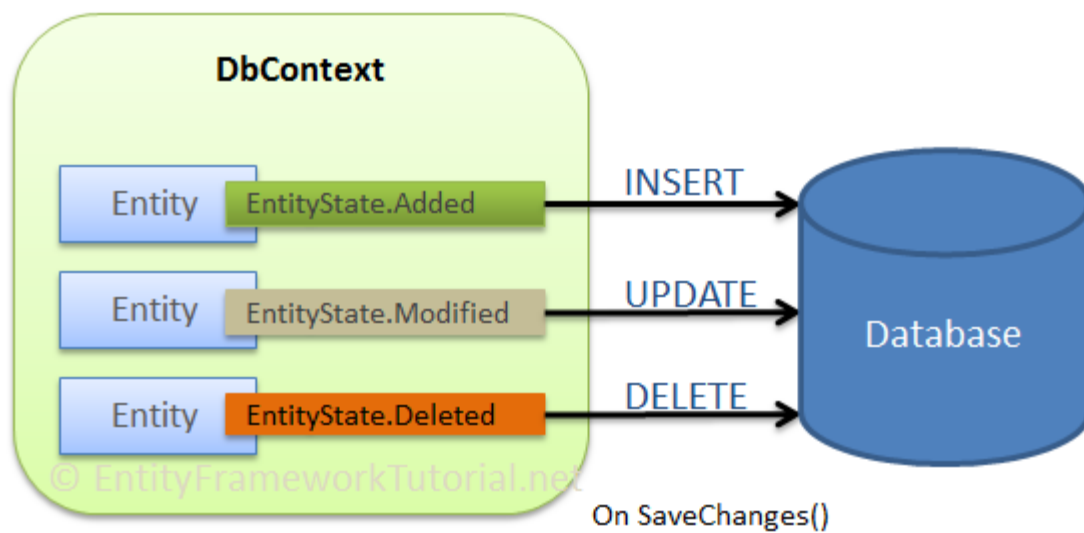 DbContext
Entity
EntityState.Added
INSERT
Entity
EntityState.Modified
UPDATE
Entity
EntityState.Deleted
DELETE
Database
© EntityFrameworkTutorial.net
On SaveChanges()